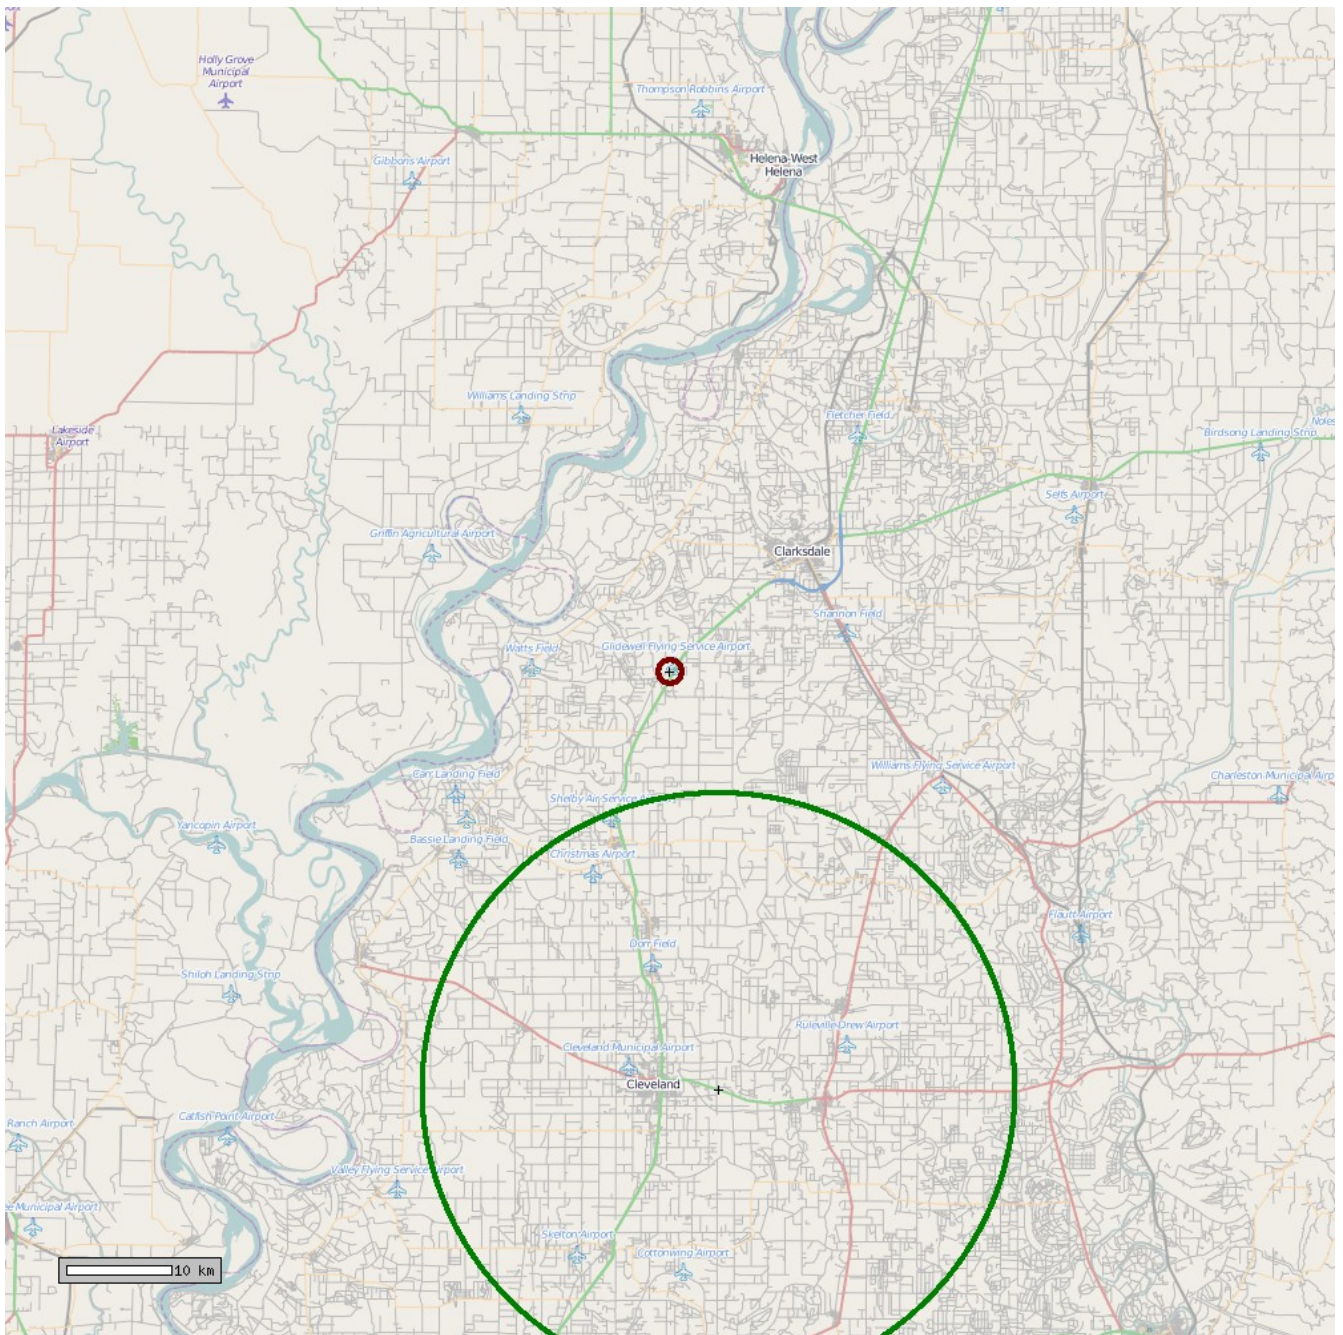 Holly Grove
Municipal
Airport
Thompson Robbins Airport
Gibbons Airport
Helena-West
Helena
Williams Landing Strip
Fletcher Field
Lakeside
Airport
Birdsong Landing Strip
Noles
Selfs Airport
Griffin Agricultural Airport
Clarksdale
Shannon Field
Watts Field
Glidewell Flying Service Airport
Williams Flying Service Airport
Carr Landing Field
Charleston Municipal Airp
Shelby Air Service A
Yancopin Airport
Bassie Landing Field
Christmas Airport
Flautt Airport
Dorr Field
Shiloh Landing Strip
Ruleville-Drew Airport
Cleveland Municipal Airport
Cleveland
Catfish Point Airport
Ranch Airport
Valley Flying Service Airport
ee Municipal Airport
Skelton Airport
Cottonwing Airport
10 km